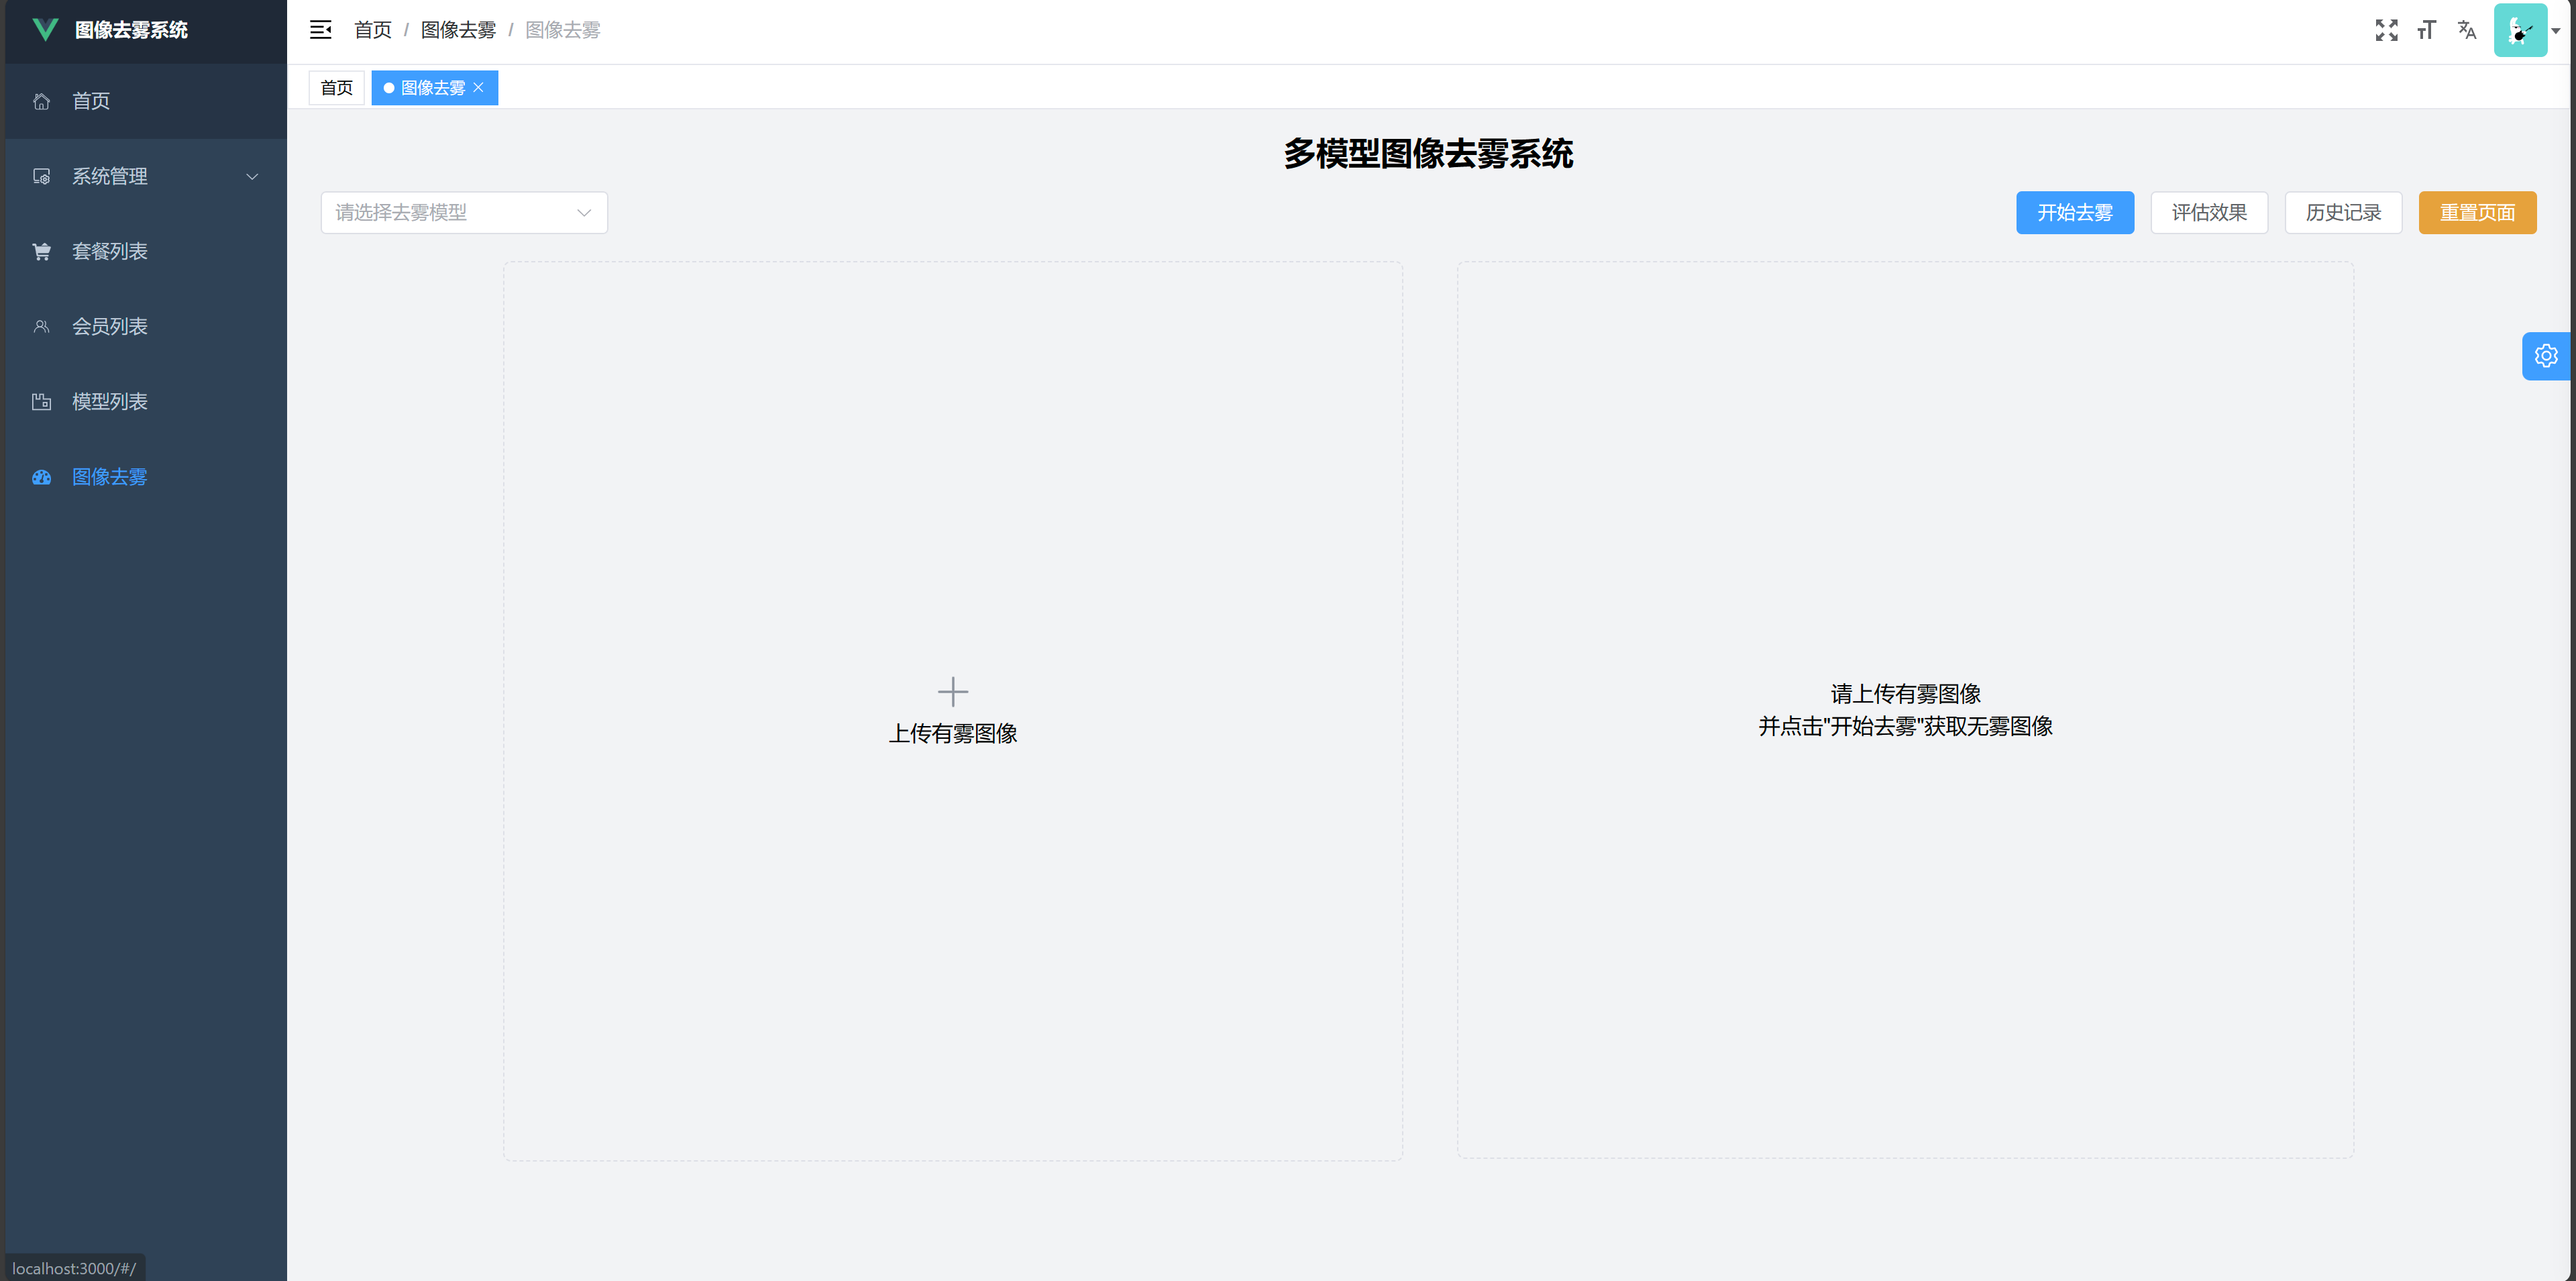 图像去雾系统
首页 / 图像去雾 / 图像去雾
首页
图像去雾
首页
系统管理
套餐列表
会员列表
模型列表
图像去雾
多模型图像去雾系统
请选择去雾模型
开始去雾
评估效果
历史记录
重置页面
上传有雾图像
请上传有雾图像
并点击"开始去雾"获取无雾图像
localhost:3000/#/